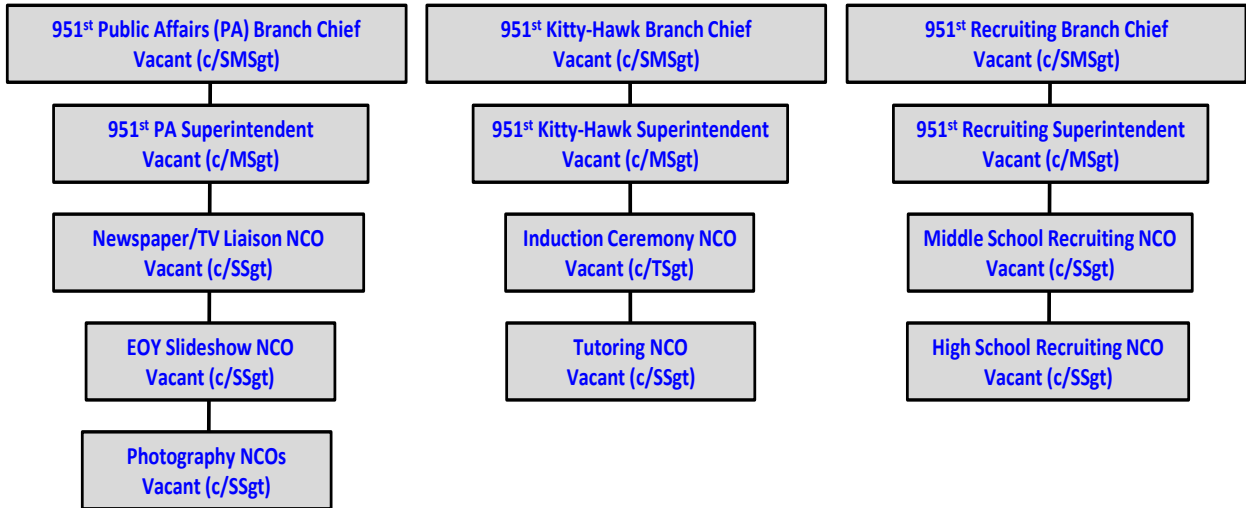 951st Public Affairs (PA) Branch Chief
Vacant (c/SMSgt)
951st PA Superintendent
Vacant (c/MSgt)
Newspaper/TV Liaison NCO
Vacant (c/SSgt)
EOY Slideshow NCO
Vacant (c/SSgt)
Photography NCOs
Vacant (c/SSgt)
951st Kitty-Hawk Branch Chief
Vacant (c/SMSgt)
951st Kitty-Hawk Superintendent
Vacant (c/MSgt)
Induction Ceremony NCO
Vacant (c/TSgt)
Tutoring NCO
Vacant (c/SSgt)
951st Recruiting Branch Chief
Vacant (c/SMSgt)
951st Recruiting Superintendent
Vacant (c/MSgt)
Middle School Recruiting NCO
Vacant (c/SSgt)
High School Recruiting NCO
Vacant (c/SSgt)